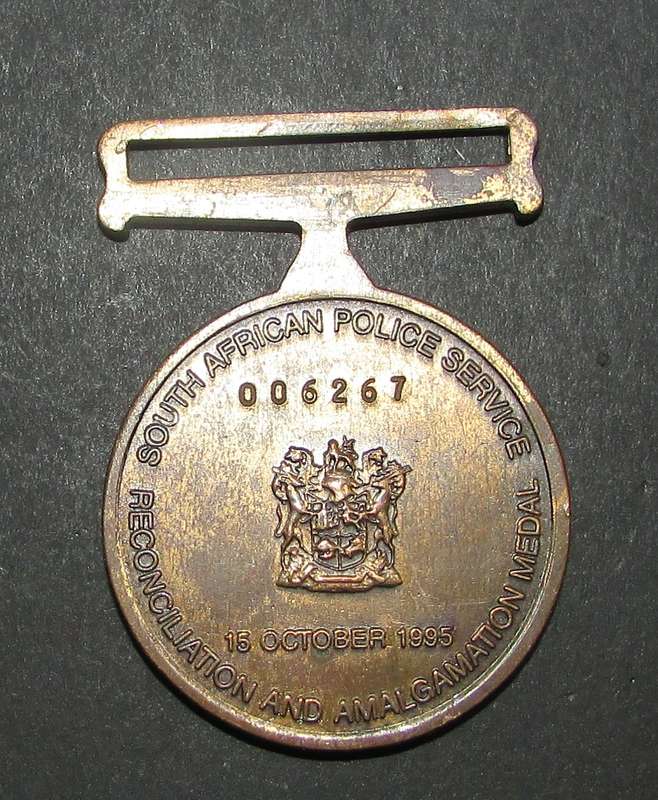 SOUTH AFRICAN POLICE SERVICE
006267
15 OCTOBER 1995
RECONCILIATION AND AMALGAMATION MEDAL